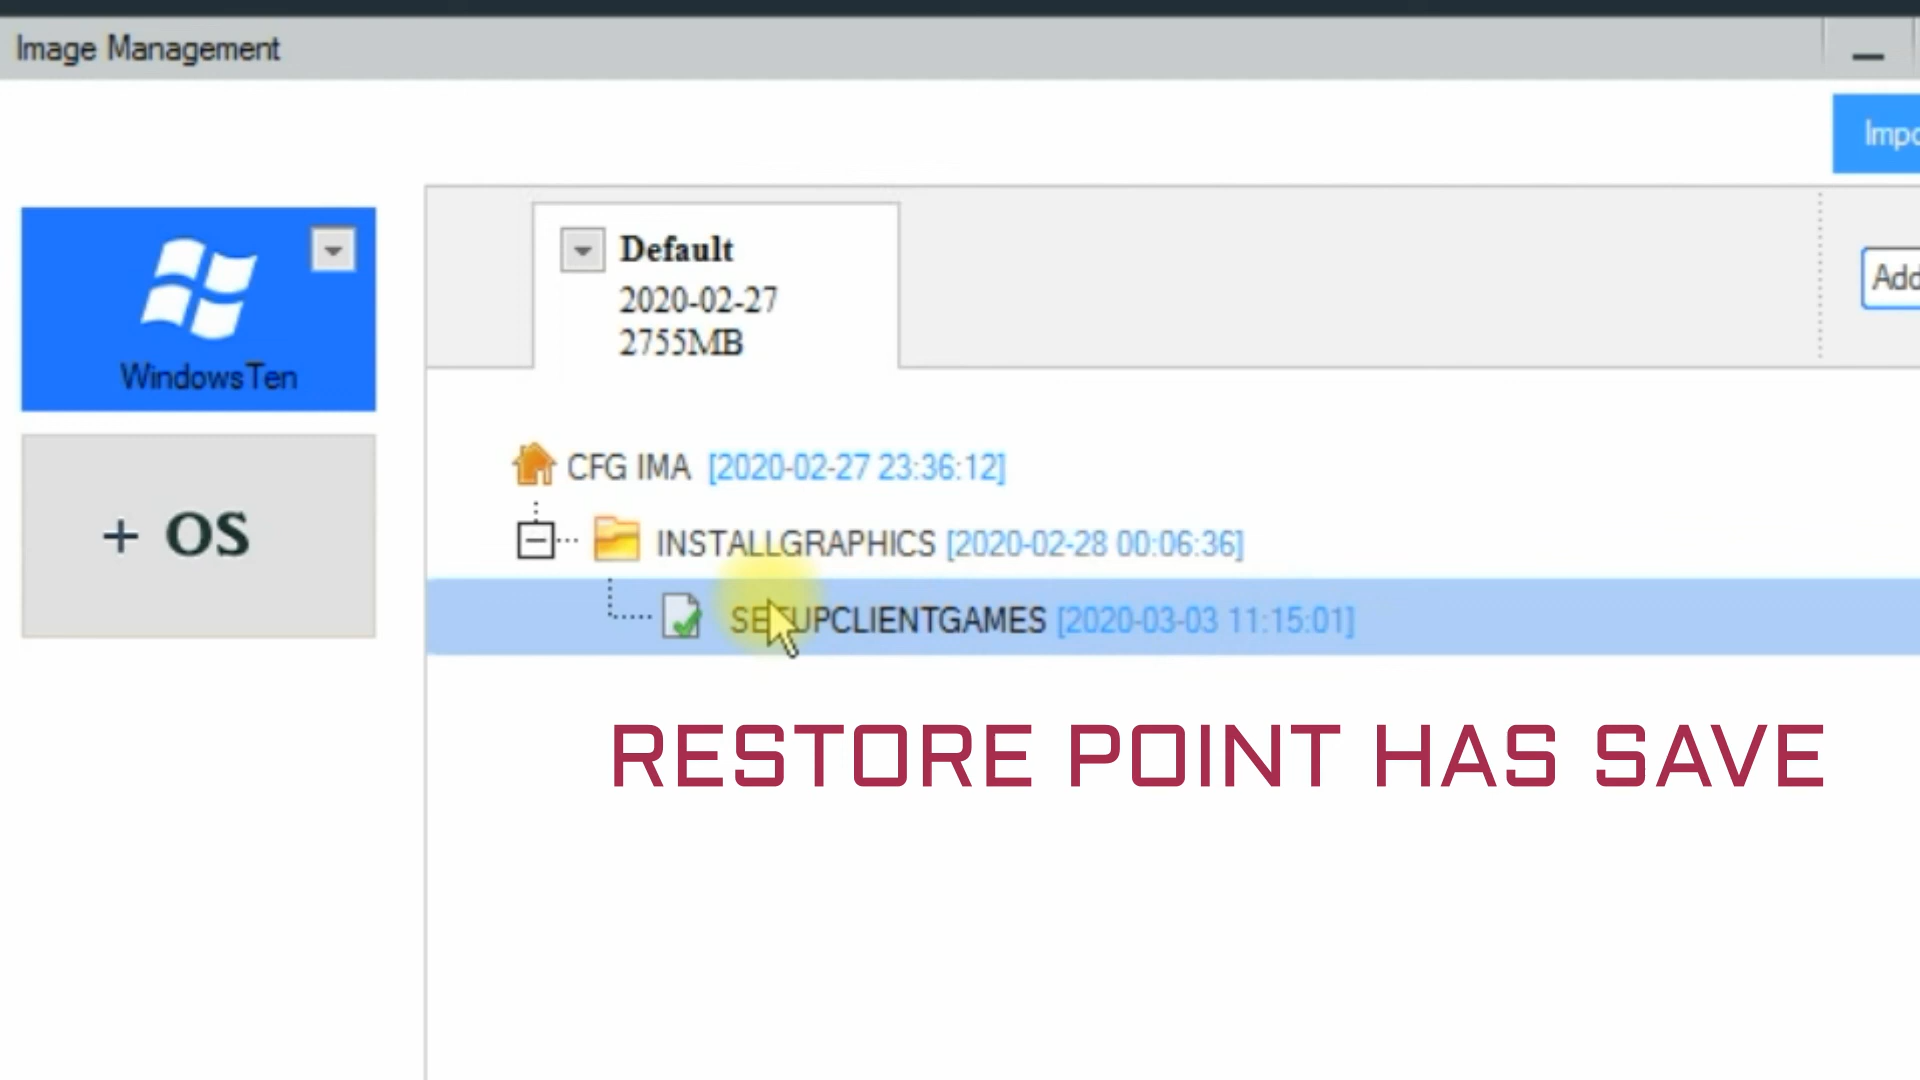 Image Management
Impo
Default
2020-02-27
2755MB
Add
WindowsTen
CFG IMA [2020-02-27 23:36:12]
+ OS
INSTALLGRAPHICS [2020-02-28 00:06:36]
SETUPCLIENTGAMES [2020-03-03 11:15:01]
RESTORE POINT HAS SAVE